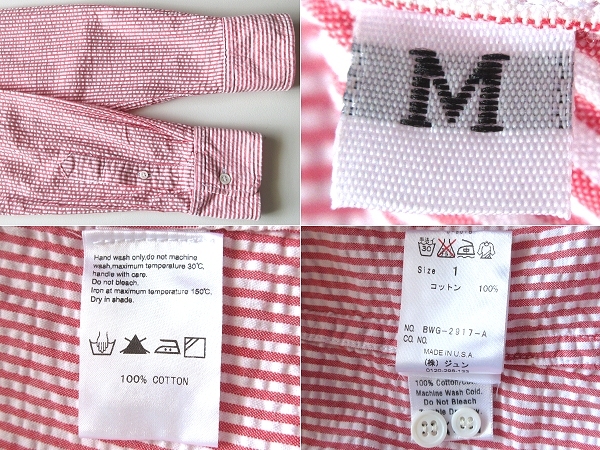 M
Hand wash only,do not machine
wash,maximum temperature 30℃,
handle with care.
Do not bleach.
Iron at maximum temperature 150℃.
Dry in shade.
100% COTTON
30
Size 1
コットン 100%
NO. BWG-2917-A
CO.NO.
MADE IN U.S.A
(株) ジュン
100% Cotton/
Machine Wash Cold.
Do Not Bleach